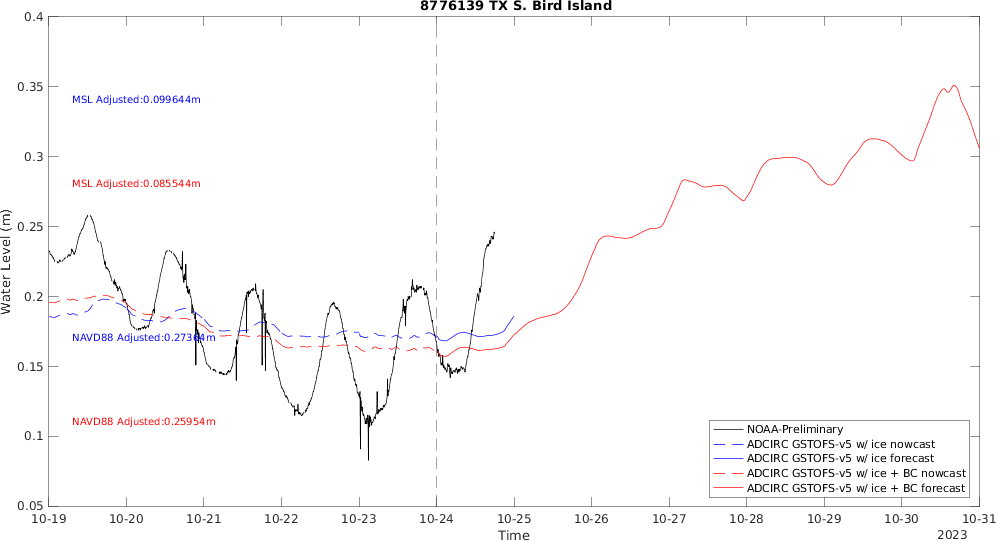 8776139 TX S. Bird Island
0.4
0.35
0.3
0.25
0.2
0.15
0.1
0.05
Water Level (m)
MSL Adjusted:0.099644m
MSL Adjusted:0.085544m
NAVD88 Adjusted:0.27364m
NAVD88 Adjusted:0.25954m
NOAA-Preliminary
ADCIRC GSTOFS-v5 w/ ice nowcast
ADCIRC GSTOFS-v5 w/ ice forecast
ADCIRC GSTOFS-v5 w/ ice + BC nowcast
ADCIRC GSTOFS-v5 w/ ice + BC forecast
10-19 10-20 10-21 10-22 10-23 10-24 10-25 10-26 10-27 10-28 10-29 10-30 10-31
Time
2023